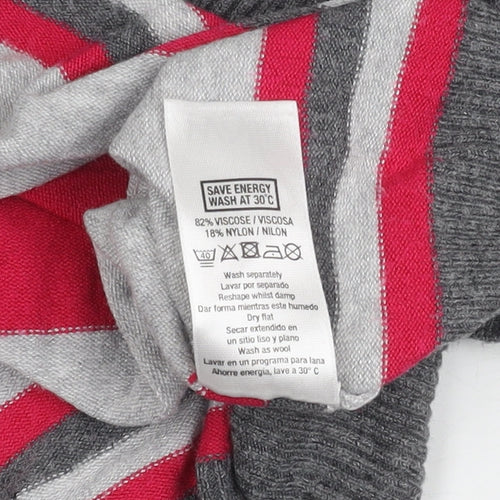 SAVE ENERGY
WASH AT 30°C
82% VISCOSE / VISCOSA
18% NYLON / NILON
40
Wash separately
Lavar por separado
Reshape whilst damp
Dar forma mientras este humedo
Dry flat
Secar extendido en
un sitio liso y plano
Wash as wool
Lavar en un programa para lana
Ahorre energia, lave a 30° C